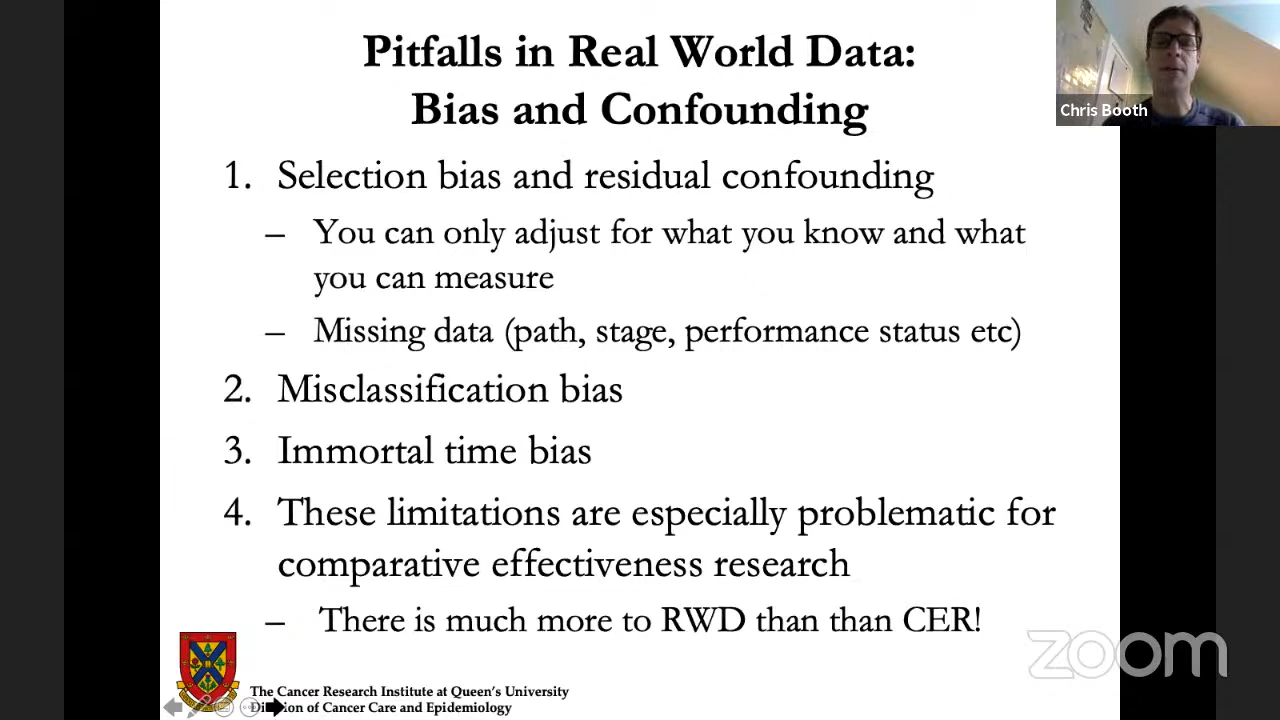 Pitfalls in Real World Data:
Bias and Confounding
Chris Booth
1. Selection bias and residual confounding
– You can only adjust for what you know and what
you can measure
– Missing data (path, stage, performance status etc)
2. Misclassification bias
3. Immortal time bias
4. These limitations are especially problematic for
comparative effectiveness research
– There is much more to RWD than than CER!
zoom
The Cancer Research Institute at Queen's University
Division of Cancer Care and Epidemiology